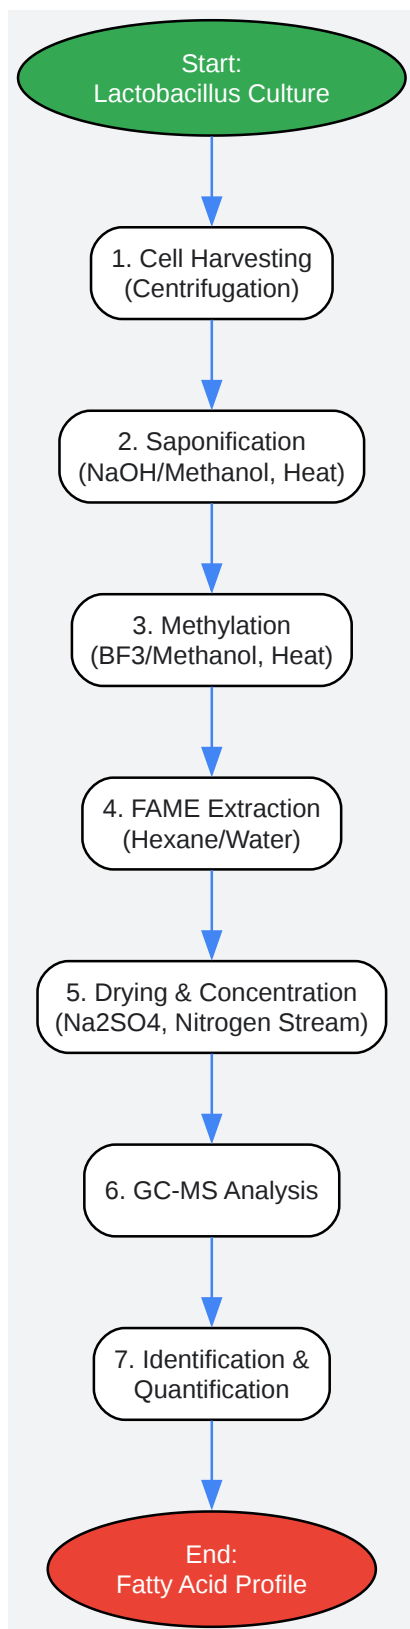 Start:
Lactobacillus Culture
1. Cell Harvesting
(Centrifugation)
2. Saponification
(NaOH/Methanol, Heat)
3. Methylation
(BF3/Methanol, Heat)
4. FAME Extraction
(Hexane/Water)
5. Drying & Concentration
(Na2SO4, Nitrogen Stream)
6. GC-MS Analysis
7. Identification &
Quantification
End:
Fatty Acid Profile